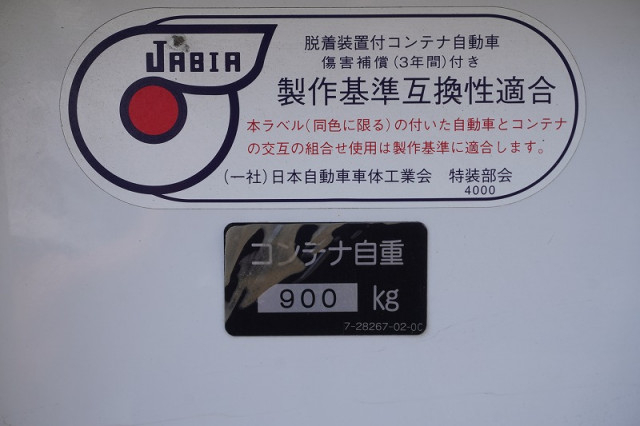 JABIA
脱着装置付コンテナ自動車
傷害補償(3年間)付き
製作基準互換性適合
本ラベル(同色に限る)の付いた自動車とコンテナ
の交互の組合せ使用は製作基準に適合します。
(一社)日本自動車車体工業会 特装部会
4000
コンテナ自重
900 kg
7-28267-02-00